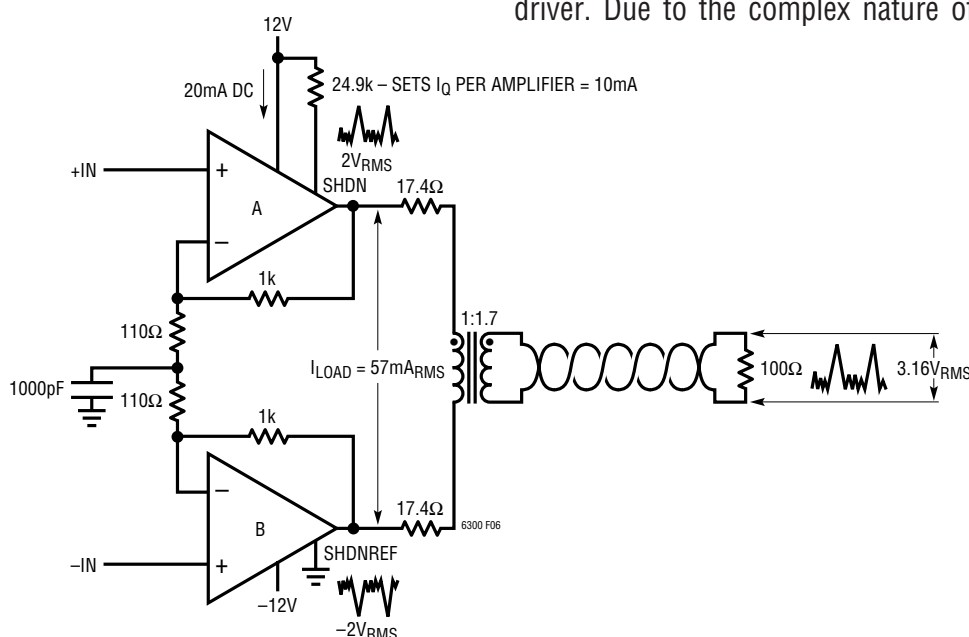 driver. Due to the complex nature of
12V
20mA DC
24.9k – SETS IQ PER AMPLIFIER = 10mA
2VRMS
+IN
+
A
–
SHDN
17.4Ω
1k
110Ω
1000pF
110Ω
1k
ILOAD = 57mARMS
1:1.7
100Ω
3.16VRMS
–
B
+
–IN
17.4Ω
6300 F06
SHDNREF
–12V
–2VRMS